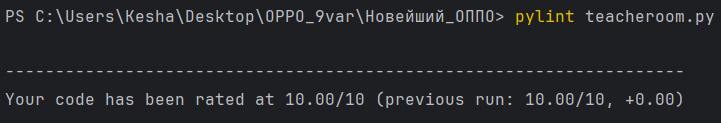 PS C:\Users\Kesha\Desktop\OPPO_9var\Новейший_ОППО> pylint teacheroom.py
--------------------------------------------------------------------
Your code has been rated at 10.00/10 (previous run: 10.00/10, +0.00)